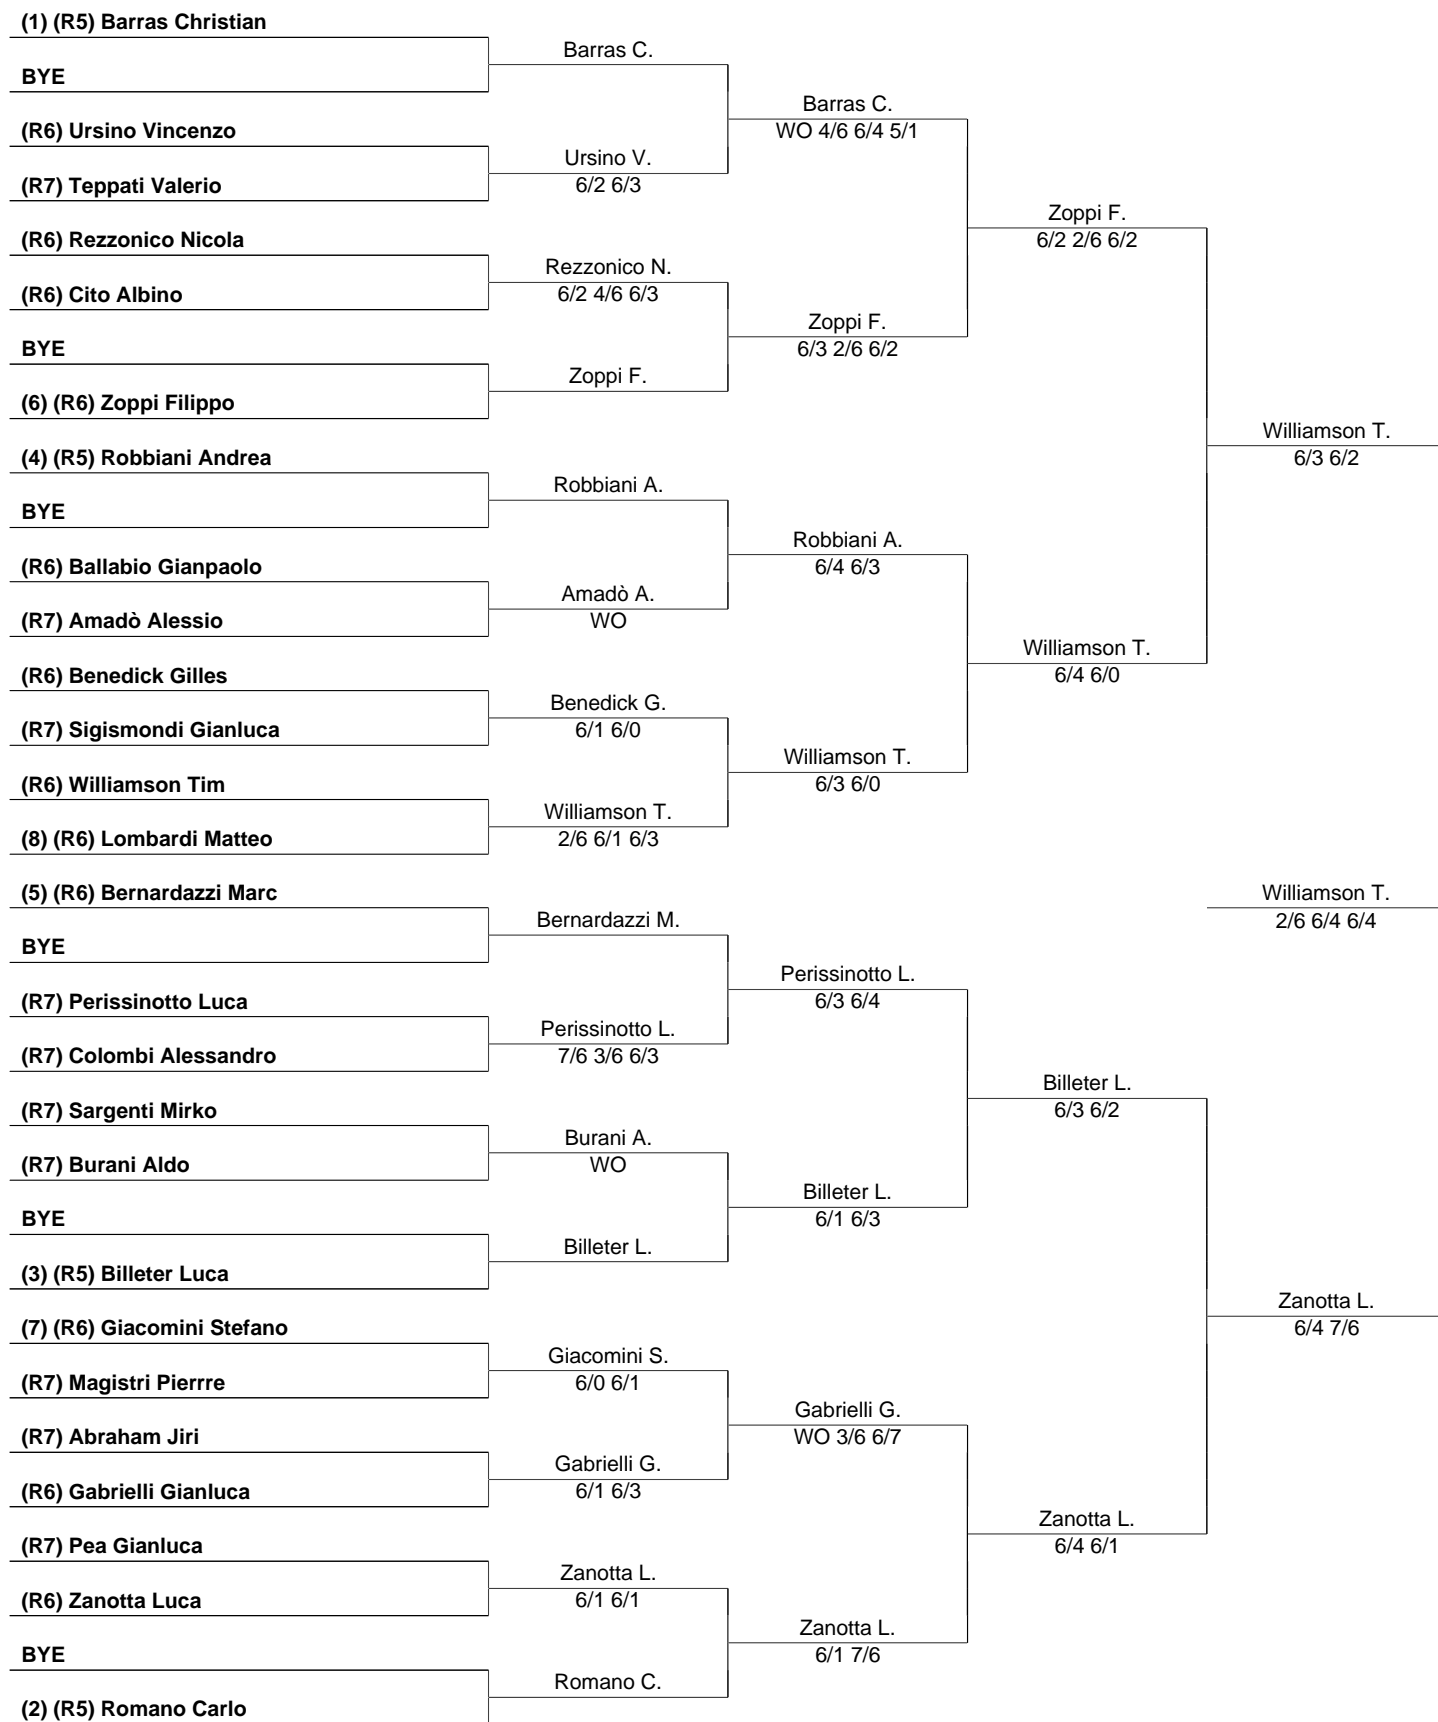 (1) (R5) Barras Christian
Barras C.
BYE
Barras C.
WO 4/6 6/4 5/1
(R6) Ursino Vincenzo
Ursino V.
6/2 6/3
(R7) Teppati Valerio
Zoppi F.
6/2 2/6 6/2
(R6) Rezzonico Nicola
Rezzonico N.
6/2 4/6 6/3
(R6) Cito Albino
Zoppi F.
6/3 2/6 6/2
BYE
Zoppi F.
(6) (R6) Zoppi Filippo
Williamson T.
6/3 6/2
(4) (R5) Robbiani Andrea
Robbiani A.
BYE
Robbiani A.
6/4 6/3
(R6) Ballabio Gianpaolo
Amadò A.
WO
(R7) Amadò Alessio
Williamson T.
6/4 6/0
(R6) Benedick Gilles
Benedick G.
6/1 6/0
(R7) Sigismondi Gianluca
Williamson T.
6/3 6/0
(R6) Williamson Tim
Williamson T.
2/6 6/1 6/3
(8) (R6) Lombardi Matteo
(5) (R6) Bernardazzi Marc
Williamson T.
2/6 6/4 6/4
Bernardazzi M.
BYE
Perissinotto L.
6/3 6/4
(R7) Perissinotto Luca
Perissinotto L.
7/6 3/6 6/3
(R7) Colombi Alessandro
Billeter L.
6/3 6/2
(R7) Sargenti Mirko
Burani A.
WO
(R7) Burani Aldo
Billeter L.
6/1 6/3
BYE
Billeter L.
(3) (R5) Billeter Luca
Zanotta L.
6/4 7/6
(7) (R6) Giacomini Stefano
Giacomini S.
6/0 6/1
(R7) Magistri Pierrre
Gabrielli G.
WO 3/6 6/7
(R7) Abraham Jiri
Gabrielli G.
6/1 6/3
(R6) Gabrielli Gianluca
Zanotta L.
6/4 6/1
(R7) Pea Gianluca
Zanotta L.
6/1 6/1
(R6) Zanotta Luca
Zanotta L.
6/1 7/6
BYE
Romano C.
(2) (R5) Romano Carlo